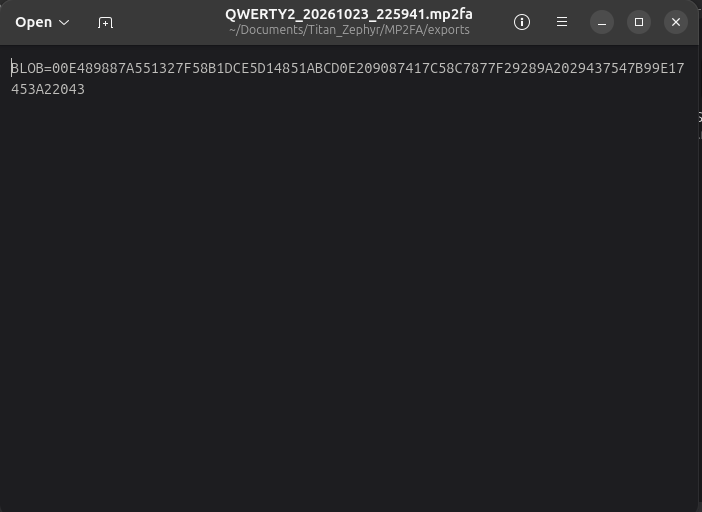 Open
QWERTY2_20261023_225941.mp2fa
~/Documents/Titan_Zephyr/MP2FA/exports
BLOB=00E489887A551327F58B1DCE5D14851ABCD0E209087417C58C7877F29289A2029437547B99E17
453A22043